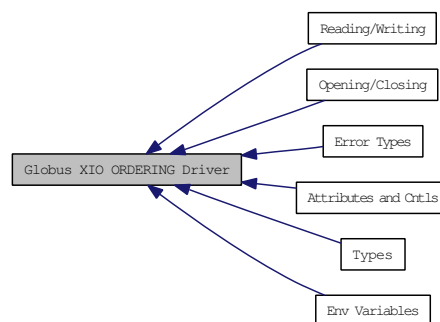 Reading/Writing
Opening/Closing
Error Types
Globus XIO ORDERING Driver
Attributes and Cntls
Types
Env Variables